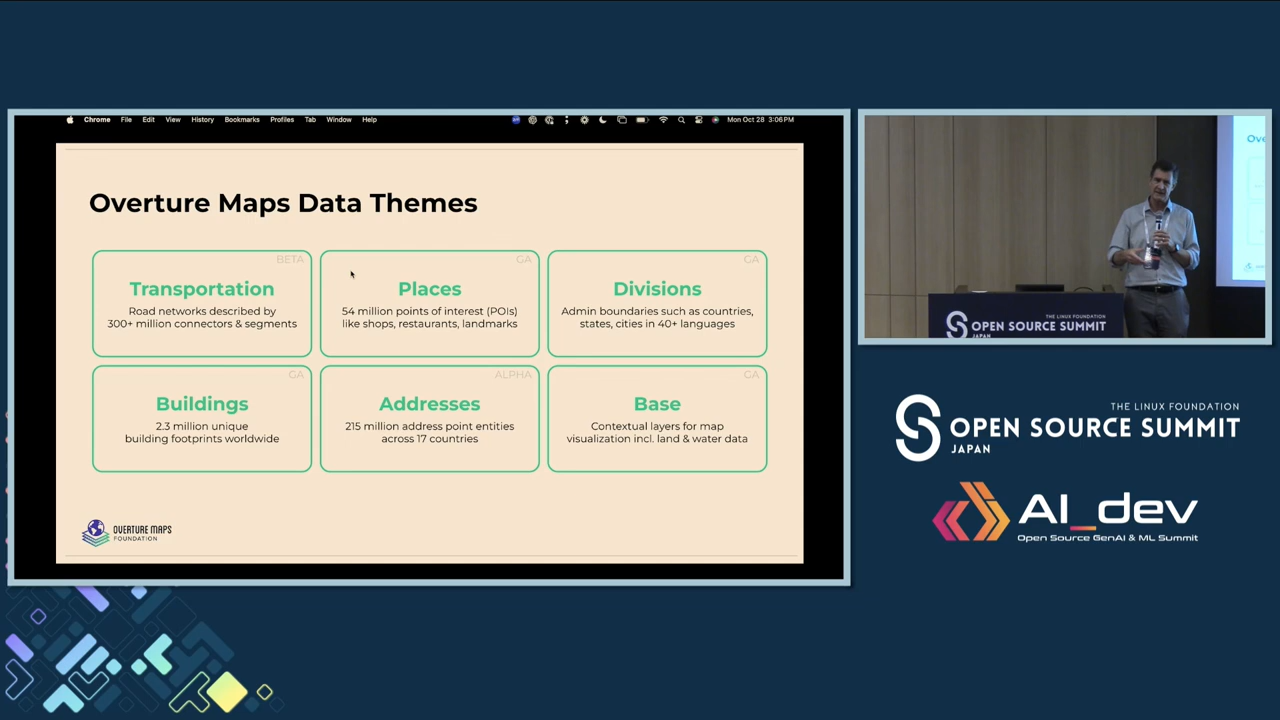 Chrome File Edit View History Bookmarks Profiles Tab Window Help
Mon Oct 28 3:06 PM
Overture Maps Data Themes
BETA
Transportation
Road networks described by
300+ million connectors & segments
GA
Places
54 million points of interest (POIs)
like shops, restaurants, landmarks
GA
Divisions
Admin boundaries such as countries,
states, cities in 40+ languages
GA
Buildings
2.3 million unique
building footprints worldwide
ALPHA
Addresses
215 million address point entities
across 17 countries
GA
Base
Contextual layers for map
visualization incl. land & water data
OVERTURE MAPS
FOUNDATION
THE LINUX FOUNDATION
OPEN SOURCE SUMMIT
JAPAN
THE LINUX FOUNDATION
OPEN SOURCE SUMMIT
JAPAN
AI_dev
Open Source GenAI & ML Summit